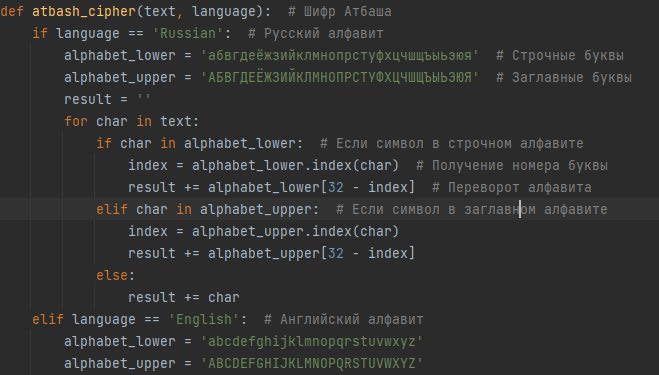 def atbash_cipher(text, language):  # Шифр Атбаша
    if language == 'Russian':  # Русский алфавит
        alphabet_lower = 'абвгдеёжзийклмнопрстуфхцчшщъыьэюя'  # Строчные буквы
        alphabet_upper = 'АБВГДЕЁЖЗИЙКЛМНОПРСТУФХЦЧШЩЪЫЬЭЮЯ'  # Заглавные буквы
        result = ''
        for char in text:
            if char in alphabet_lower:  # Если символ в строчном алфавите
                index = alphabet_lower.index(char)  # Получение номера буквы
                result += alphabet_lower[32 - index]  # Переворот алфавита
            elif char in alphabet_upper:  # Если символ в заглавном алфавите
                index = alphabet_upper.index(char)
                result += alphabet_upper[32 - index]
            else:
                result += char
    elif language == 'English':  # Английский алфавит
        alphabet_lower = 'abcdefghijklmnopqrstuvwxyz'
        alphabet_upper = 'ABCDEFGHIJKLMNOPQRSTUVWXYZ'